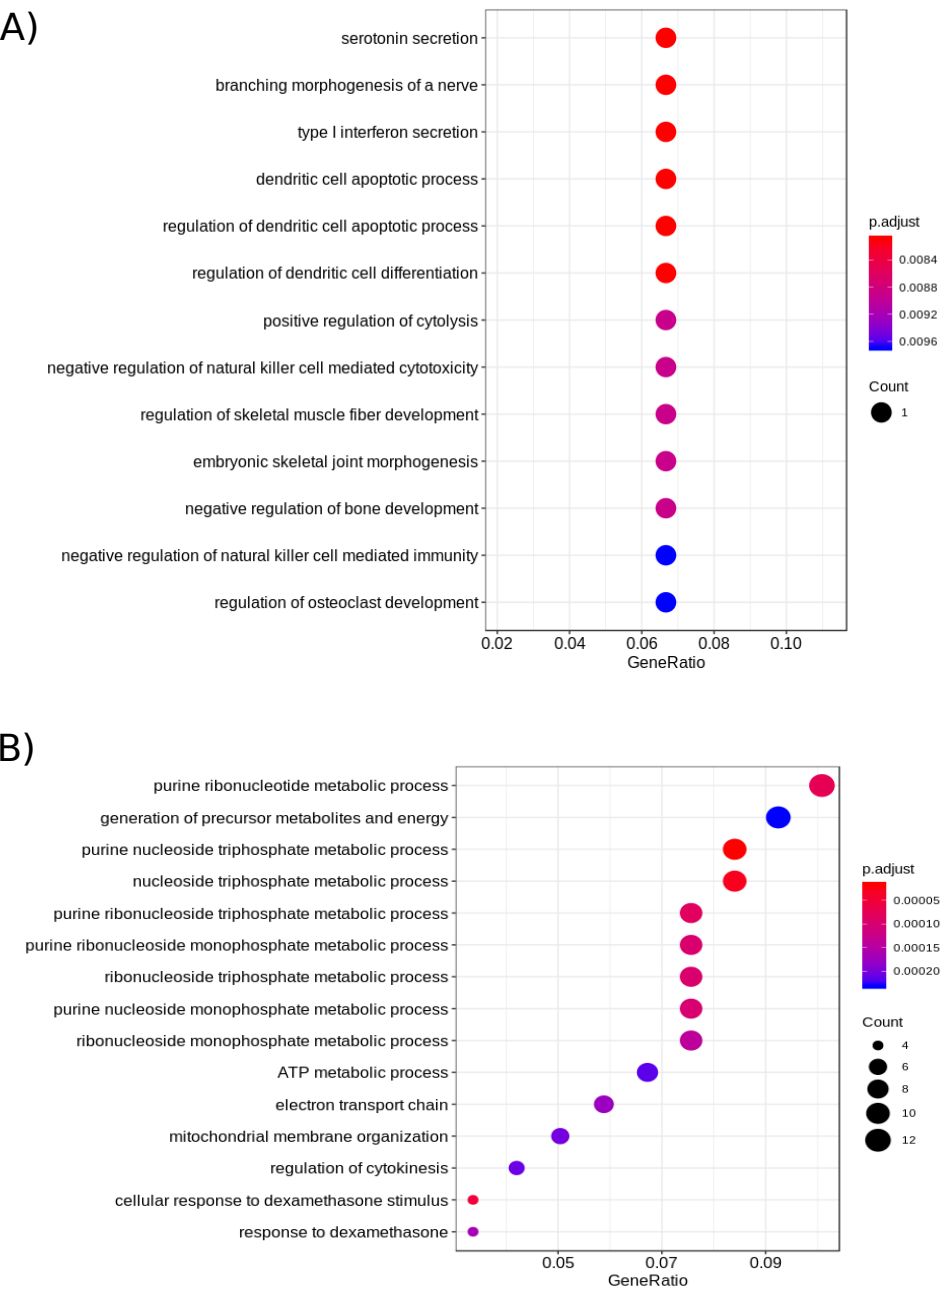 A)
serotonin secretion
branching morphogenesis of a nerve
type I interferon secretion
dendritic cell apoptotic process
regulation of dendritic cell apoptotic process
regulation of dendritic cell differentiation
positive regulation of cytolysis
negative regulation of natural killer cell mediated cytotoxicity
regulation of skeletal muscle fiber development
embryonic skeletal joint morphogenesis
negative regulation of bone development
negative regulation of natural killer cell mediated immunity
regulation of osteoclast development
0.02 0.04 0.06 0.08 0.10
GeneRatio
p.adjust
0.0084
0.0088
0.0092
0.0096
Count
1
B)
purine ribonucleotide metabolic process
generation of precursor metabolites and energy
purine nucleoside triphosphate metabolic process
nucleoside triphosphate metabolic process
purine ribonucleoside triphosphate metabolic process
purine ribonucleoside monophosphate metabolic process
ribonucleoside triphosphate metabolic process
purine nucleoside monophosphate metabolic process
ribonucleoside monophosphate metabolic process
ATP metabolic process
electron transport chain
mitochondrial membrane organization
regulation of cytokinesis
cellular response to dexamethasone stimulus
response to dexamethasone
0.05 0.07 0.09
GeneRatio
p.adjust
0.00005
0.00010
0.00015
0.00020
Count
4
6
8
10
12